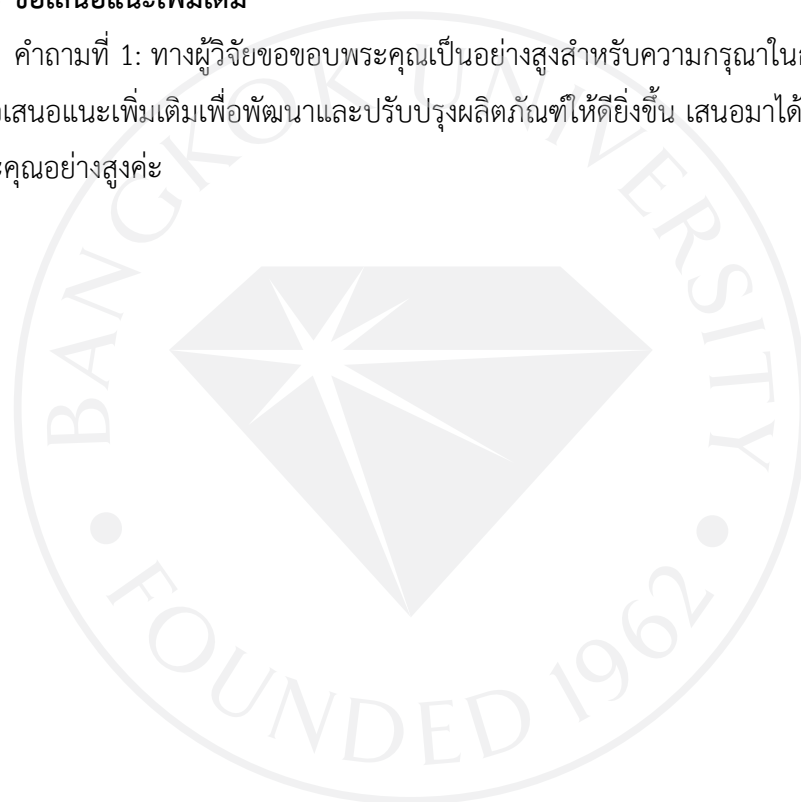 ข้อเสนอแนะเพิ่มเติม
คำถามที่ 1: ทางผู้วิจัยขอขอบพระคุณเป็นอย่างสูงสำหรับความกรุณาใน
เสนอแนะเพิ่มเติมเพื่อพัฒนาและปรับปรุงผลิตภัณฑ์ให้ดียิ่งขึ้น เสนอมาได้
คุณอย่างสูงค่ะ
BANGKOK UNIVERSITY
FOUNDED 1962